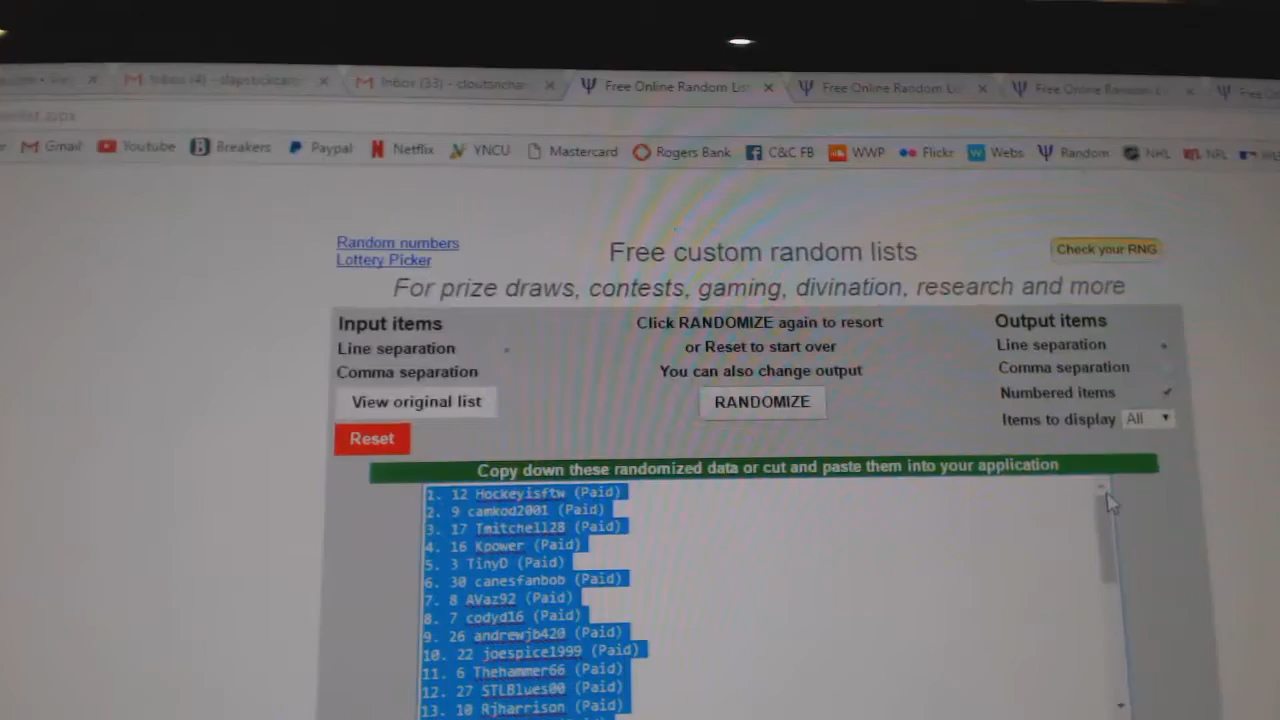 Inbox (4) - slapstickcards
Inbox (33) - cloutsnchar
Free Online Random Lis
Free Online Random Li
Free Online Random L
Gmail Youtube Breakers Paypal Netflix YNCU Mastercard Rogers Bank C&C FB WWP Flickr Webs Random NHL NFL
Random numbers
Lottery Picker
Free custom random lists
Check your RNG
For prize draws, contests, gaming, divination, research and more
Input items
Line separation
Comma separation
View original list
Reset
Click RANDOMIZE again to resort
or Reset to start over
You can also change output
RANDOMIZE
Output items
Line separation
Comma separation
Numbered items
Items to display All
Copy down these randomized data or cut and paste them into your application
1. 12 Hockeyisftw (Paid)
2. 9 camkod2001 (Paid)
3. 17 Tmitchell28 (Paid)
4. 16 Kpower (Paid)
5. 3 TinyD (Paid)
6. 30 canesfanbob (Paid)
7. 8 AVaz92 (Paid)
8. 7 codyd16 (Paid)
9. 26 andrewjb420 (Paid)
10. 22 joespice1999 (Paid)
11. 6 Thehammer66 (Paid)
12. 27 STLBlues00 (Paid)
13. 10 Rjharrison (Paid)